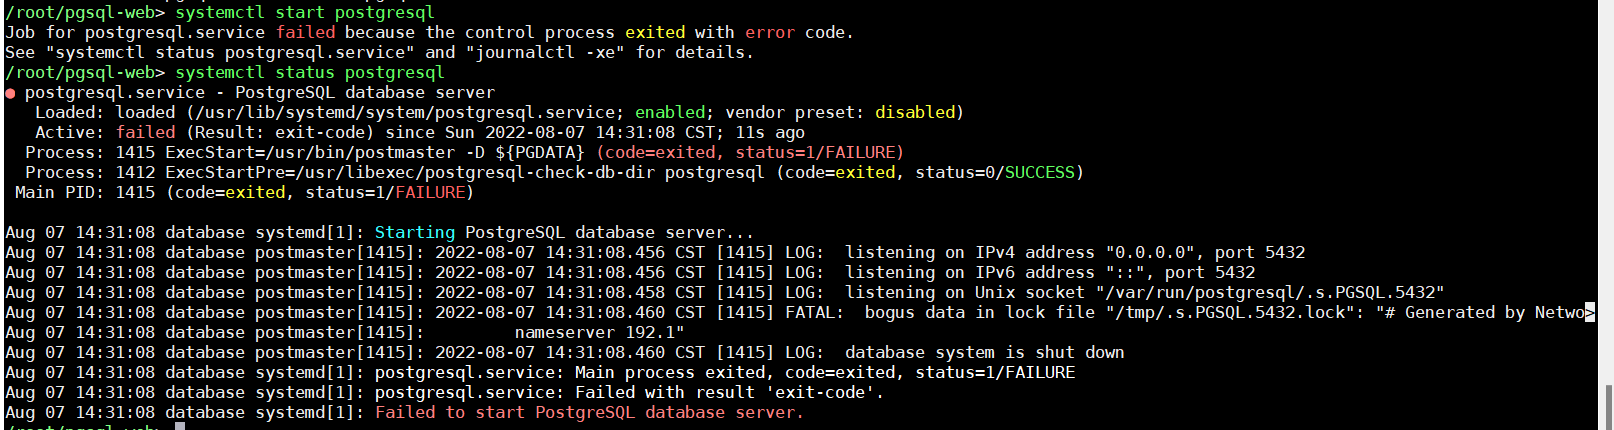 /root/pgsql-web> systemctl start postgresql
Job for postgresql.service failed because the control process exited with error code.
See "systemctl status postgresql.service" and "journalctl -xe" for details.
/root/pgsql-web> systemctl status postgresql
● postgresql.service - PostgreSQL database server
   Loaded: loaded (/usr/lib/systemd/system/postgresql.service; enabled; vendor preset: disabled)
   Active: failed (Result: exit-code) since Sun 2022-08-07 14:31:08 CST; 11s ago
  Process: 1415 ExecStart=/usr/bin/postmaster -D ${PGDATA} (code=exited, status=1/FAILURE)
  Process: 1412 ExecStartPre=/usr/libexec/postgresql-check-db-dir postgresql (code=exited, status=0/SUCCESS)
 Main PID: 1415 (code=exited, status=1/FAILURE)

Aug 07 14:31:08 database systemd[1]: Starting PostgreSQL database server...
Aug 07 14:31:08 database postmaster[1415]: 2022-08-07 14:31:08.456 CST [1415] LOG:  listening on IPv4 address "0.0.0.0", port 5432
Aug 07 14:31:08 database postmaster[1415]: 2022-08-07 14:31:08.456 CST [1415] LOG:  listening on IPv6 address "::", port 5432
Aug 07 14:31:08 database postmaster[1415]: 2022-08-07 14:31:08.458 CST [1415] LOG:  listening on Unix socket "/var/run/postgresql/.s.PGSQL.5432"
Aug 07 14:31:08 database postmaster[1415]: 2022-08-07 14:31:08.460 CST [1415] FATAL:  bogus data in lock file "/tmp/.s.PGSQL.5432.lock": "# Generated by Netwo>
Aug 07 14:31:08 database postmaster[1415]:         nameserver 192.1"
Aug 07 14:31:08 database postmaster[1415]: 2022-08-07 14:31:08.460 CST [1415] LOG:  database system is shut down
Aug 07 14:31:08 database systemd[1]: postgresql.service: Main process exited, code=exited, status=1/FAILURE
Aug 07 14:31:08 database systemd[1]: postgresql.service: Failed with result 'exit-code'.
Aug 07 14:31:08 database systemd[1]: Failed to start PostgreSQL database server.
/root/pgsql-web>